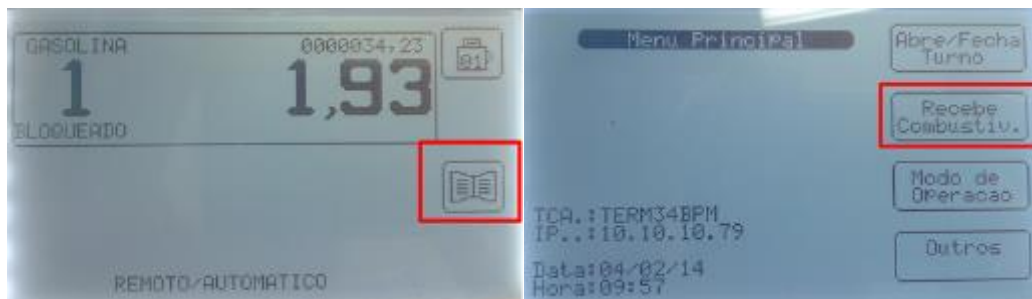 GASOLINA 0000034,23
1 1,93
01
BLOQUEADO
REMOTO/AUTOMATICO
Menu Principal
Abre/Fecha
Turno
Recebe
Combustiv.
Modo de
Operacao
Outros
TCA.:TERM34BPM
IP..:10.10.10.79
Data:04/02/14
Hora:09:57